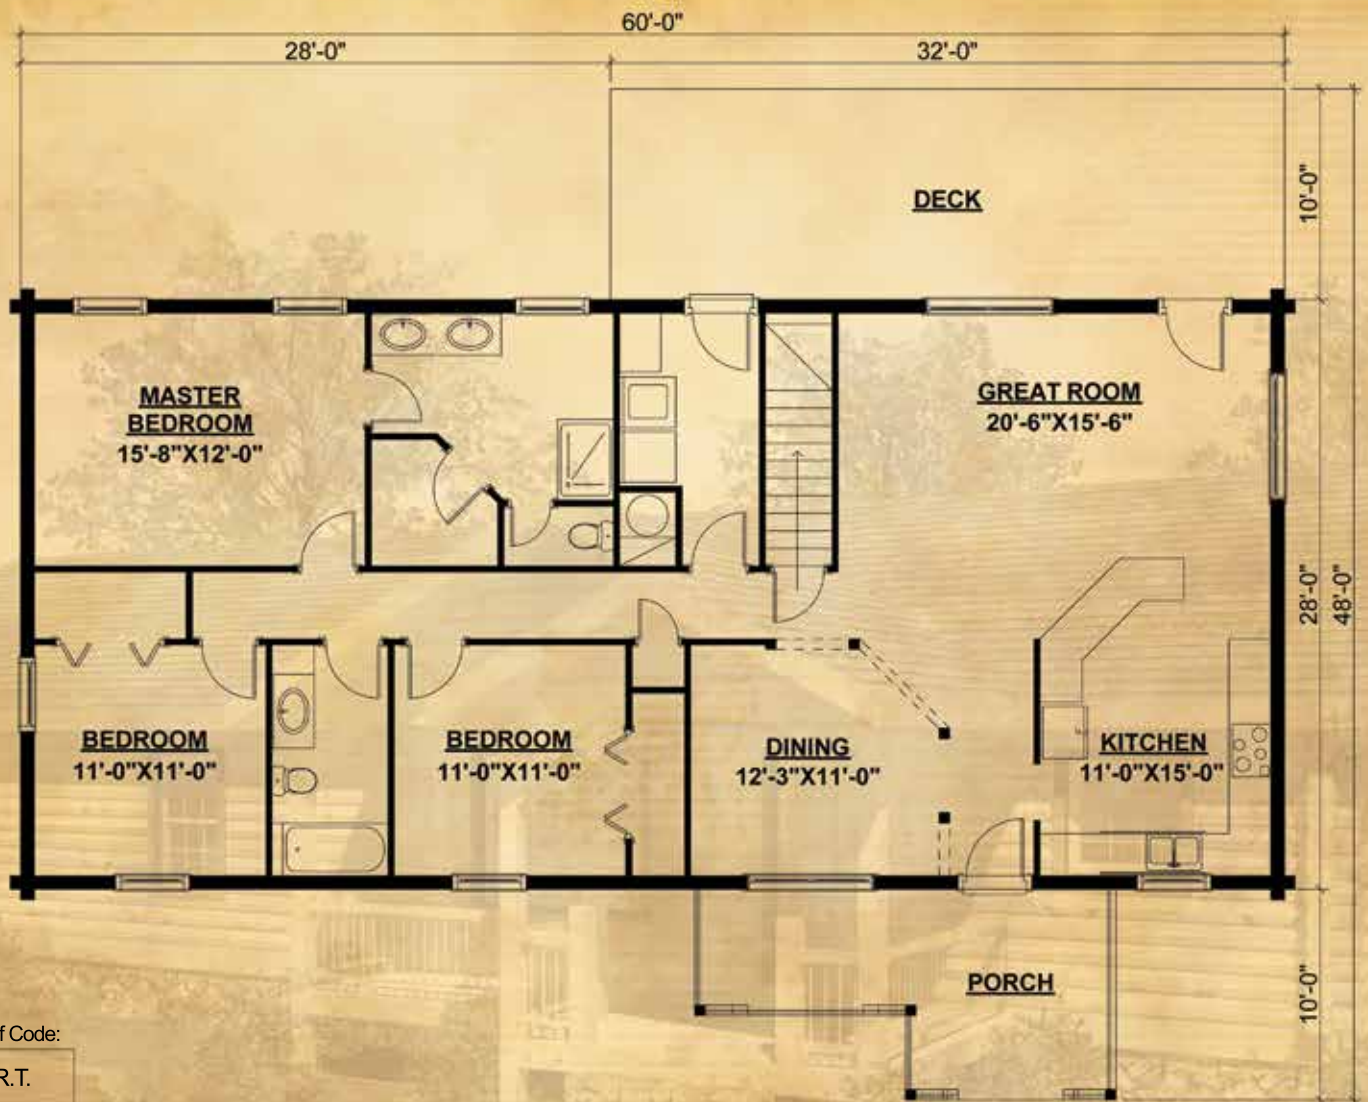 60'-0"
28'-0"
32'-0"
DECK
10'-0"
MASTER
BEDROOM
15'-8"X12'-0"
GREAT ROOM
20'-6"X15'-6"
28'-0"
48'-0"
BEDROOM
11'-0"X11'-0"
BEDROOM
11'-0"X11'-0"
DINING
12'-3"X11'-0"
KITCHEN
11'-0"X15'-0"
PORCH
10'-0"
f Code:
R.T.